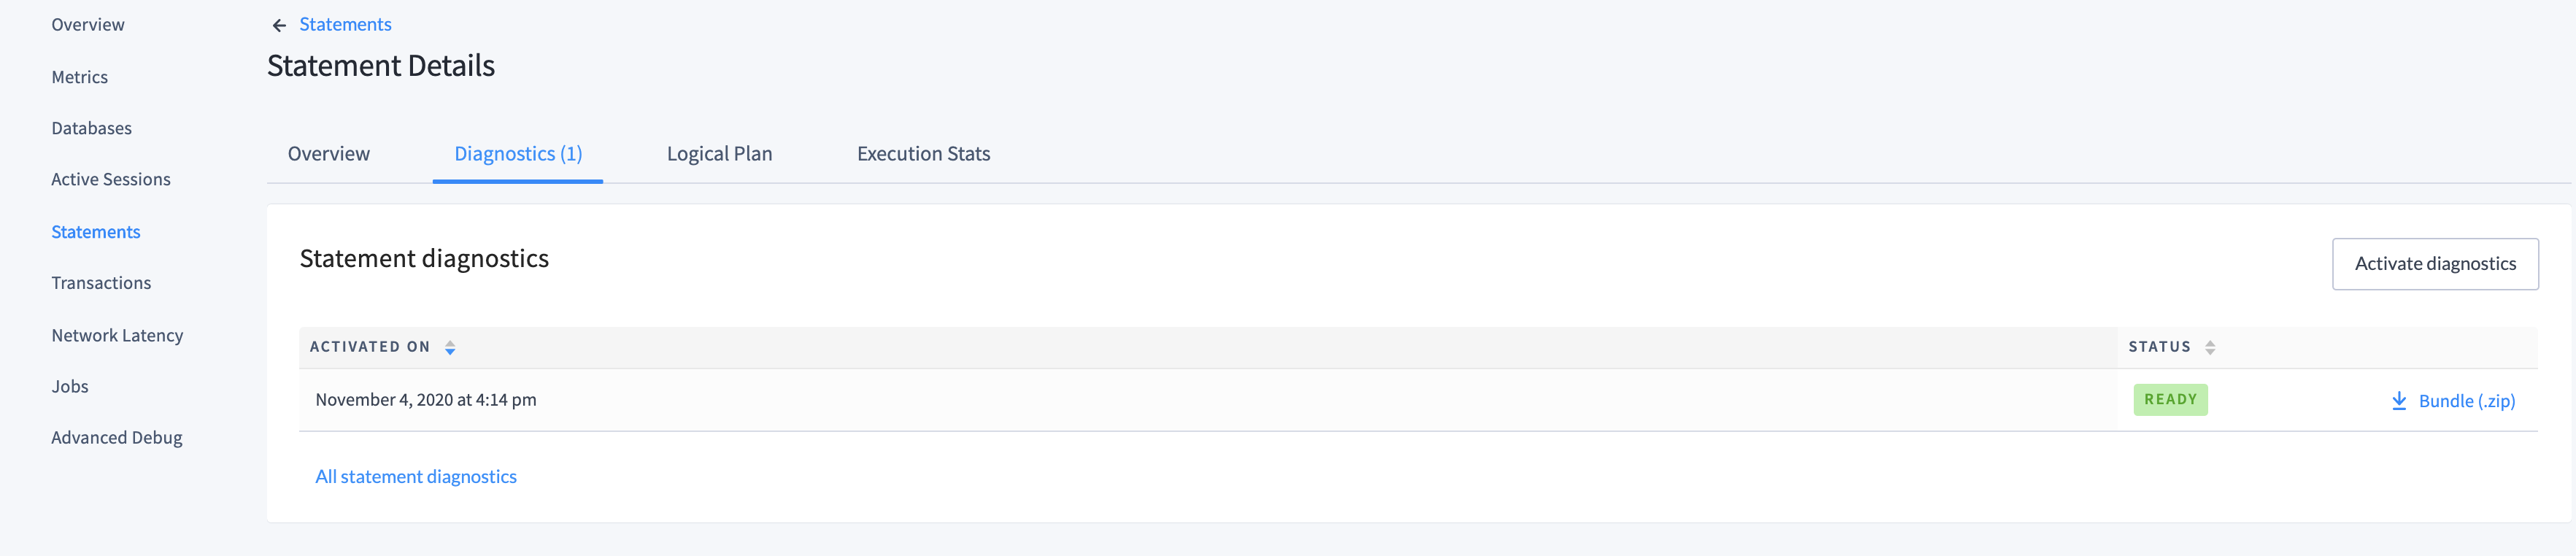 Overview
Metrics
Databases
Active Sessions
Statements
Transactions
Network Latency
Jobs
Advanced Debug
Statements
Statement Details
Overview Diagnostics (1) Logical Plan Execution Stats
Statement diagnostics
Activate diagnostics
ACTIVATED ON STATUS
November 4, 2020 at 4:14 pm READY Bundle (.zip)
All statement diagnostics